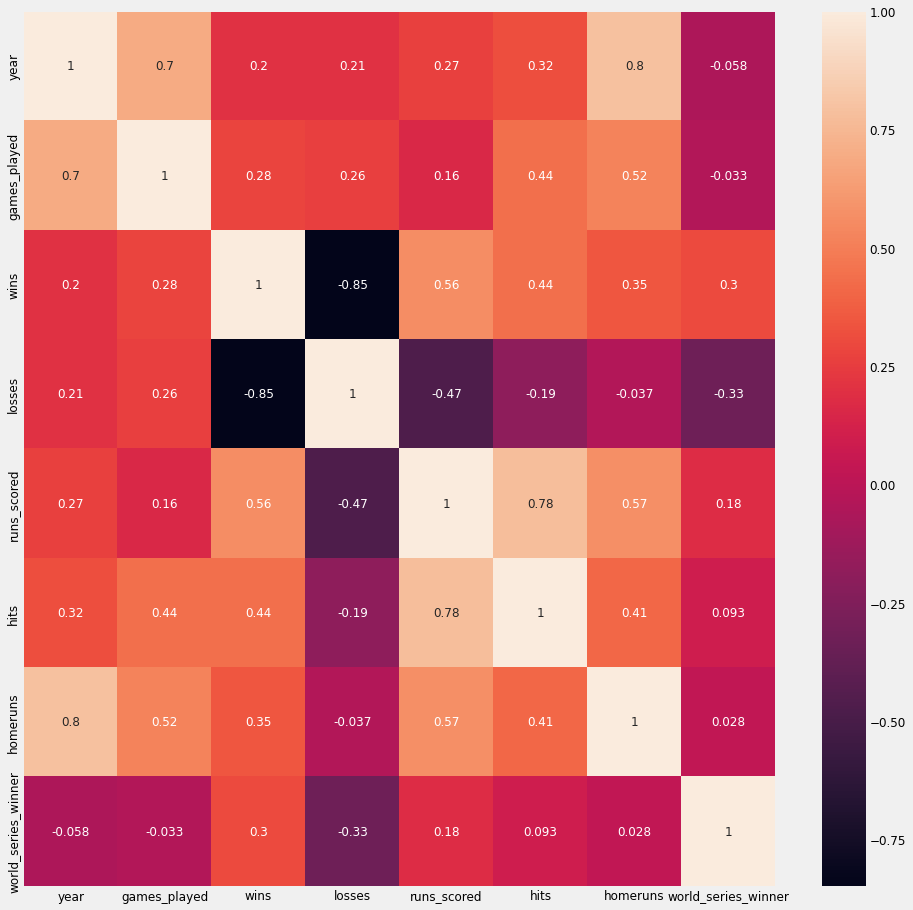 year 1 0.7 0.2 0.21 0.27 0.32 0.8 -0.058
games_played 0.7 1 0.28 0.26 0.16 0.44 0.52 -0.033
wins 0.2 0.28 1 -0.85 0.56 0.44 0.35 0.3
losses 0.21 0.26 -0.85 1 -0.47 -0.19 -0.037 -0.33
runs_scored 0.27 0.16 0.56 -0.47 1 0.78 0.57 0.18
hits 0.32 0.44 0.44 -0.19 0.78 1 0.41 0.093
homeruns 0.8 0.52 0.35 -0.037 0.57 0.41 1 0.028
world_series_winner -0.058 -0.033 0.3 -0.33 0.18 0.093 0.028 1
year games_played wins losses runs_scored hits homeruns world_series_winner
1.00
0.75
0.50
0.25
0.00
−0.25
−0.50
−0.75